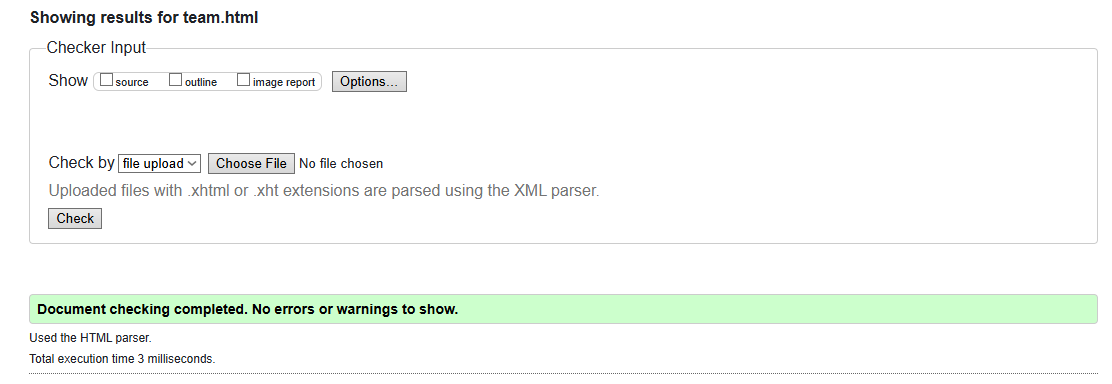 Showing results for team.html
Checker Input
Show source outline image report Options...
Check by file upload Choose File No file chosen
Uploaded files with .xhtml or .xht extensions are parsed using the XML parser.
Check
Document checking completed. No errors or warnings to show.
Used the HTML parser.
Total execution time 3 milliseconds.